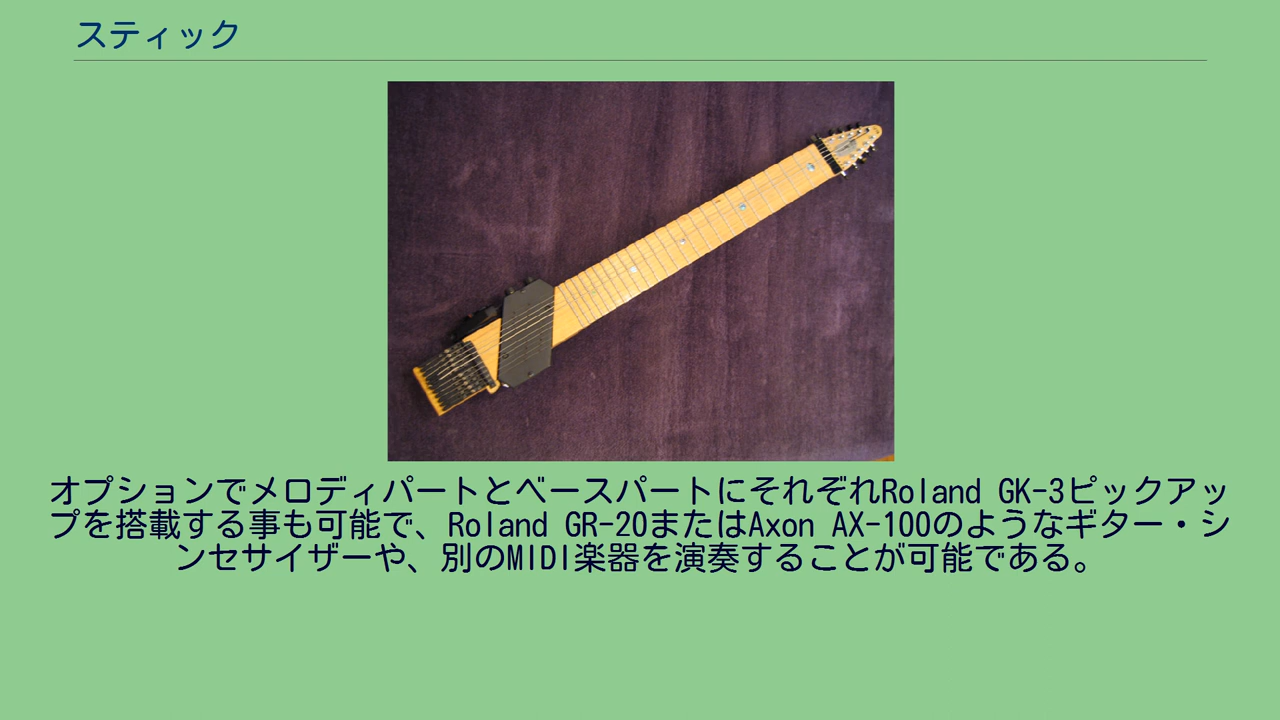 スティック
オプションでメロディパートとベースパートにそれぞれRoland GK-3ピックアッ
プを搭載する事も可能で、Roland GR-20またはAxon AX-100のようなギター・シ
ンセサイザーや、別のMIDI楽器を演奏することが可能である。